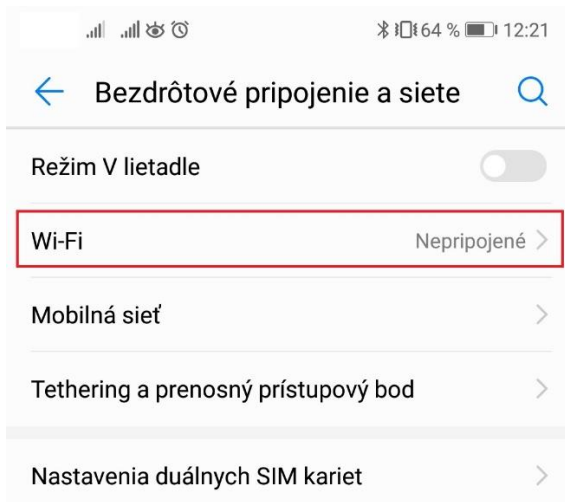 64 % 12:21
Bezdrôtové pripojenie a siete
Režim V lietadle
Wi-Fi Nepripojené
Mobilná sieť
Tethering a prenosný prístupový bod
Nastavenia duálnych SIM kariet